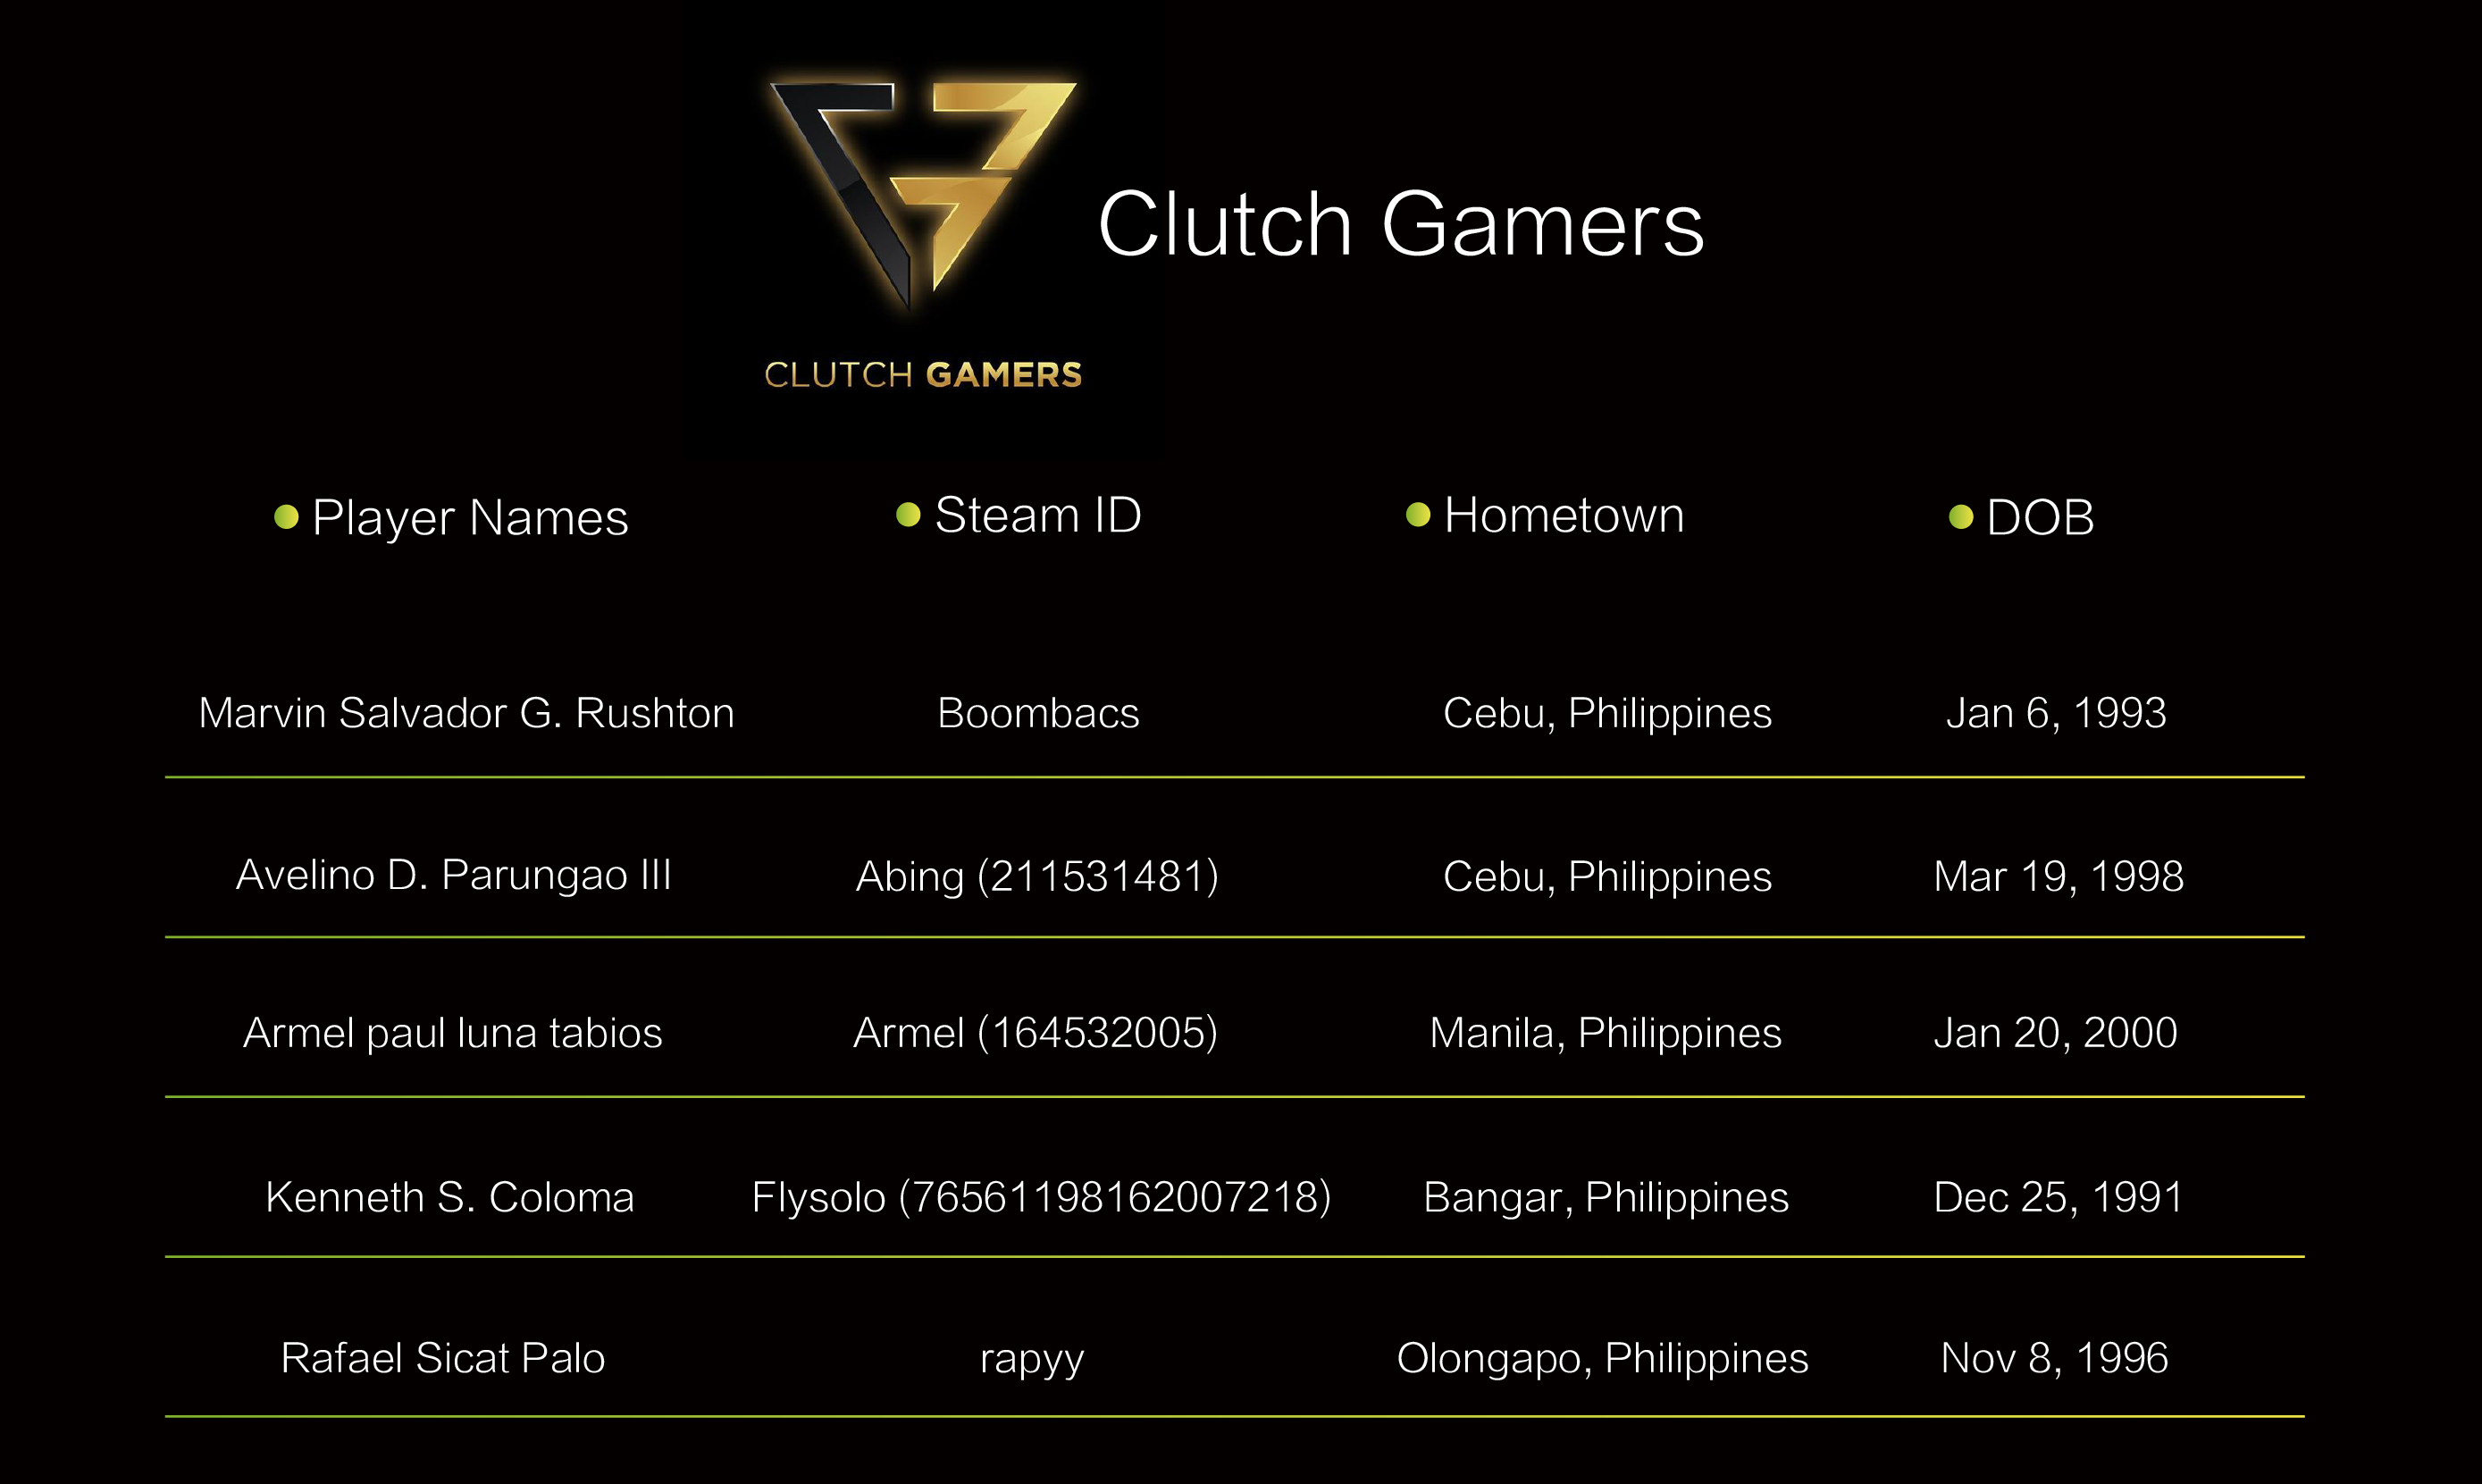 Clutch Gamers
CLUTCH GAMERS
Player Names Steam ID Hometown DOB
Marvin Salvador G. Rushton Boombacs Cebu, Philippines Jan 6, 1993
Avelino D. Parungao III Abing (211531481) Cebu, Philippines Mar 19, 1998
Armel paul luna tabios Armel (164532005) Manila, Philippines Jan 20, 2000
Kenneth S. Coloma Flysolo (76561198162007218) Bangar, Philippines Dec 25, 1991
Rafael Sicat Palo rapyy Olongapo, Philippines Nov 8, 1996